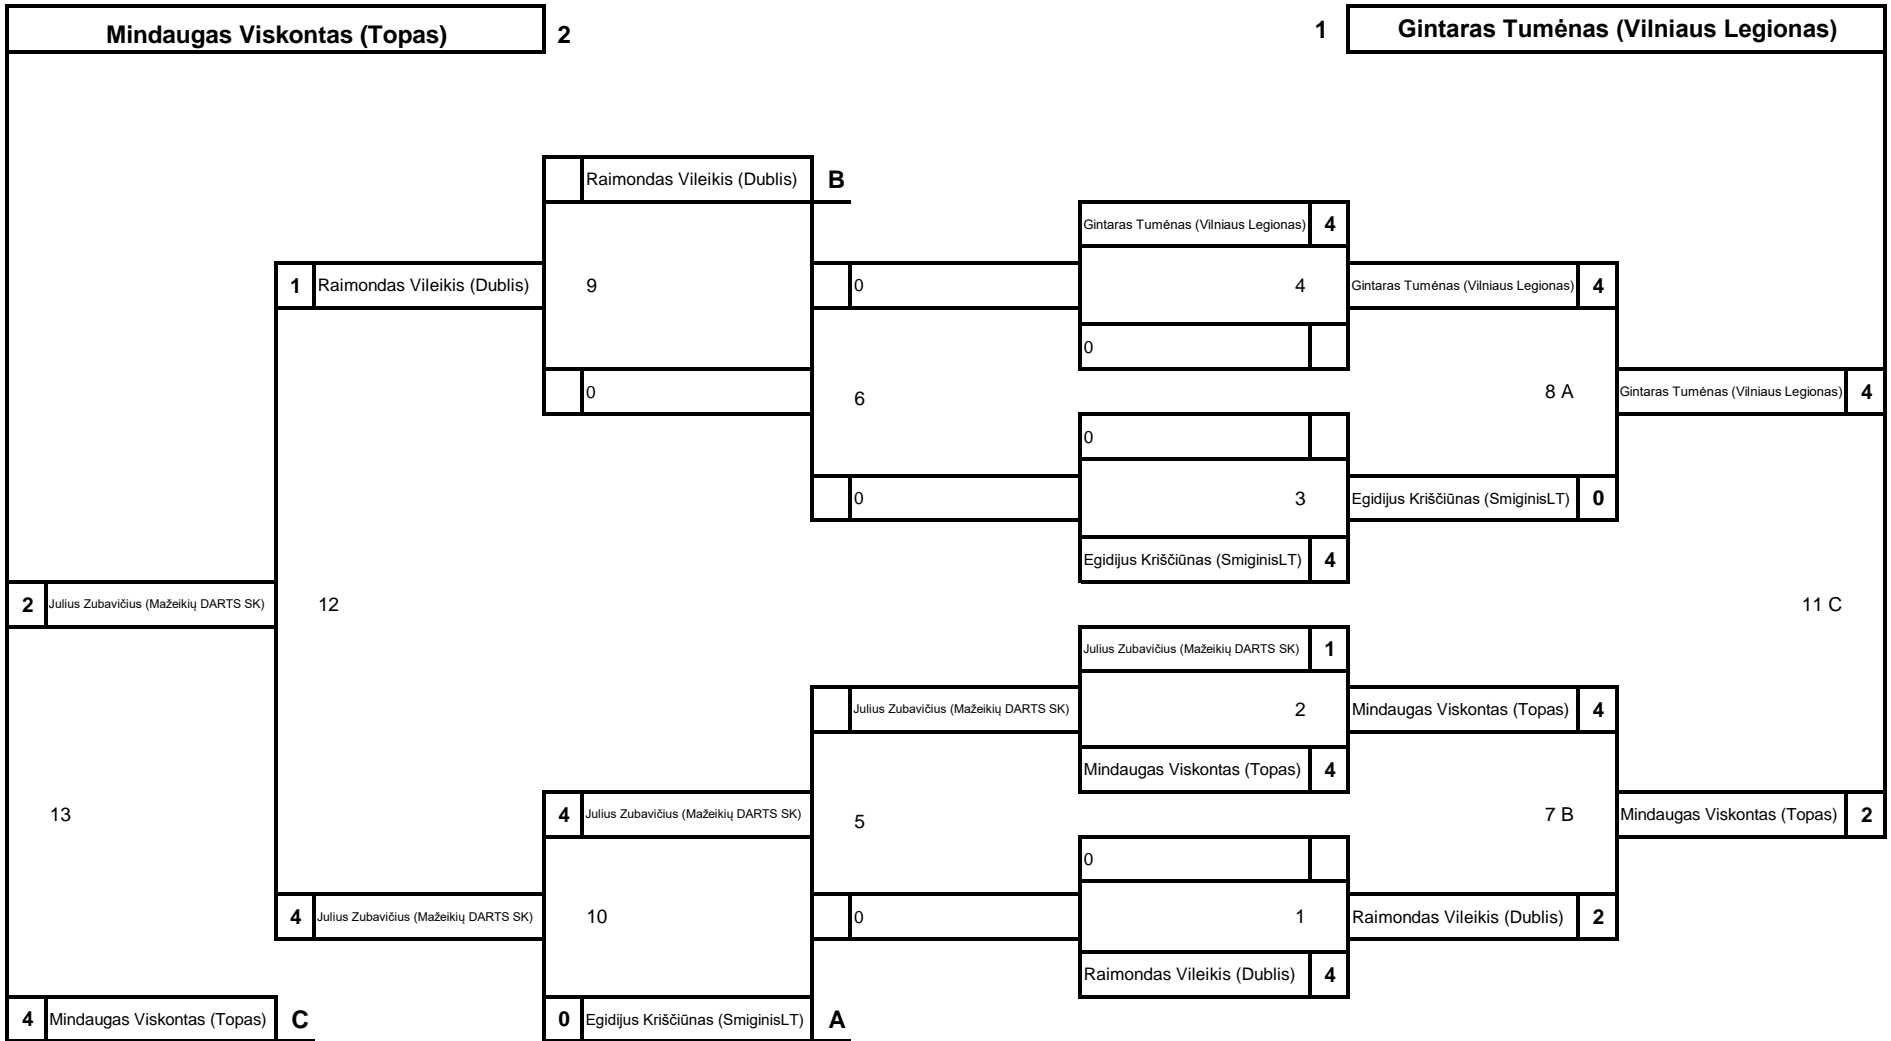 Mindaugas Viskontas (Topas) 2 1 Gintaras Tumėnas (Vilniaus Legionas)
Raimondas Vileikis (Dublis) B
Gintaras Tumėnas (Vilniaus Legionas) 4
1 Raimondas Vileikis (Dublis) 9 0 4 Gintaras Tumėnas (Vilniaus Legionas) 4
0
0 6 8 A Gintaras Tumėnas (Vilniaus Legionas) 4
0
0 3 Egidijus Kriščiūnas (SmiginisLT) 0
Egidijus Kriščiūnas (SmiginisLT) 4
2 Julius Zubavičius (Mažeikių DARTS SK) 12 11 C
Julius Zubavičius (Mažeikių DARTS SK) 1
Julius Zubavičius (Mažeikių DARTS SK) 2 Mindaugas Viskontas (Topas) 4
Mindaugas Viskontas (Topas) 4
13 4 Julius Zubavičius (Mažeikių DARTS SK) 5 7 B Mindaugas Viskontas (Topas) 2
0
4 Julius Zubavičius (Mažeikių DARTS SK) 10 0 1 Raimondas Vileikis (Dublis) 2
Raimondas Vileikis (Dublis) 4
4 Mindaugas Viskontas (Topas) C 0 Egidijus Kriščiūnas (SmiginisLT) A